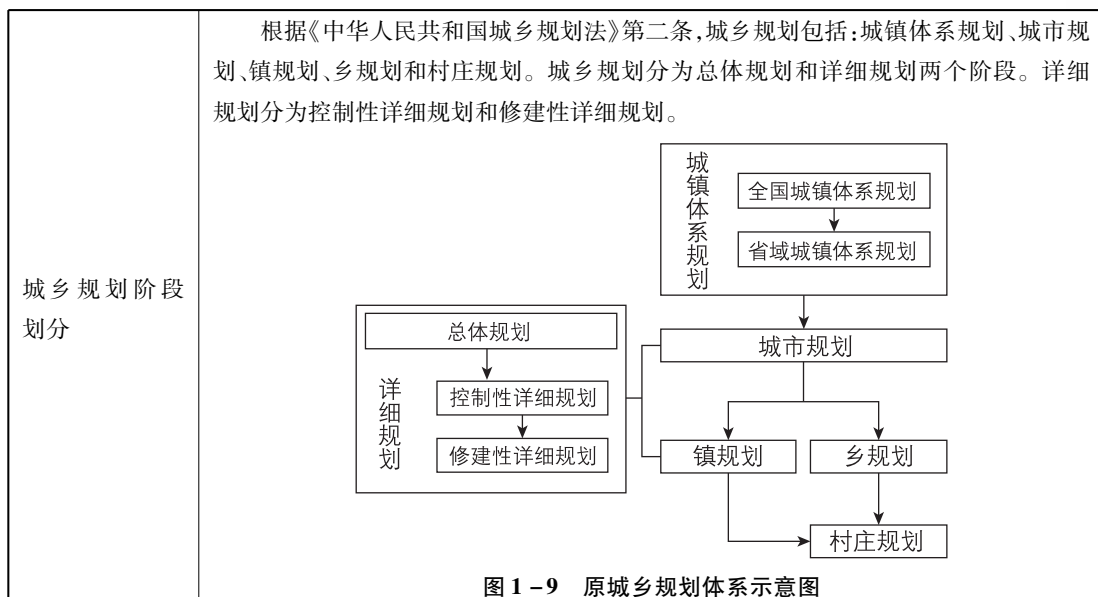 城乡规划阶段
划分
根据《中华人民共和国城乡规划法》第二条,城乡规划包括:城镇体系规划、城市规
划、镇规划、乡规划和村庄规划。城乡规划分为总体规划和详细规划两个阶段。详细
规划分为控制性详细规划和修建性详细规划。
城镇体系规划
全国城镇体系规划
省域城镇体系规划
总体规划
详细规划
控制性详细规划
修建性详细规划
城市规划
镇规划
乡规划
村庄规划
图1-9 原城乡规划体系示意图